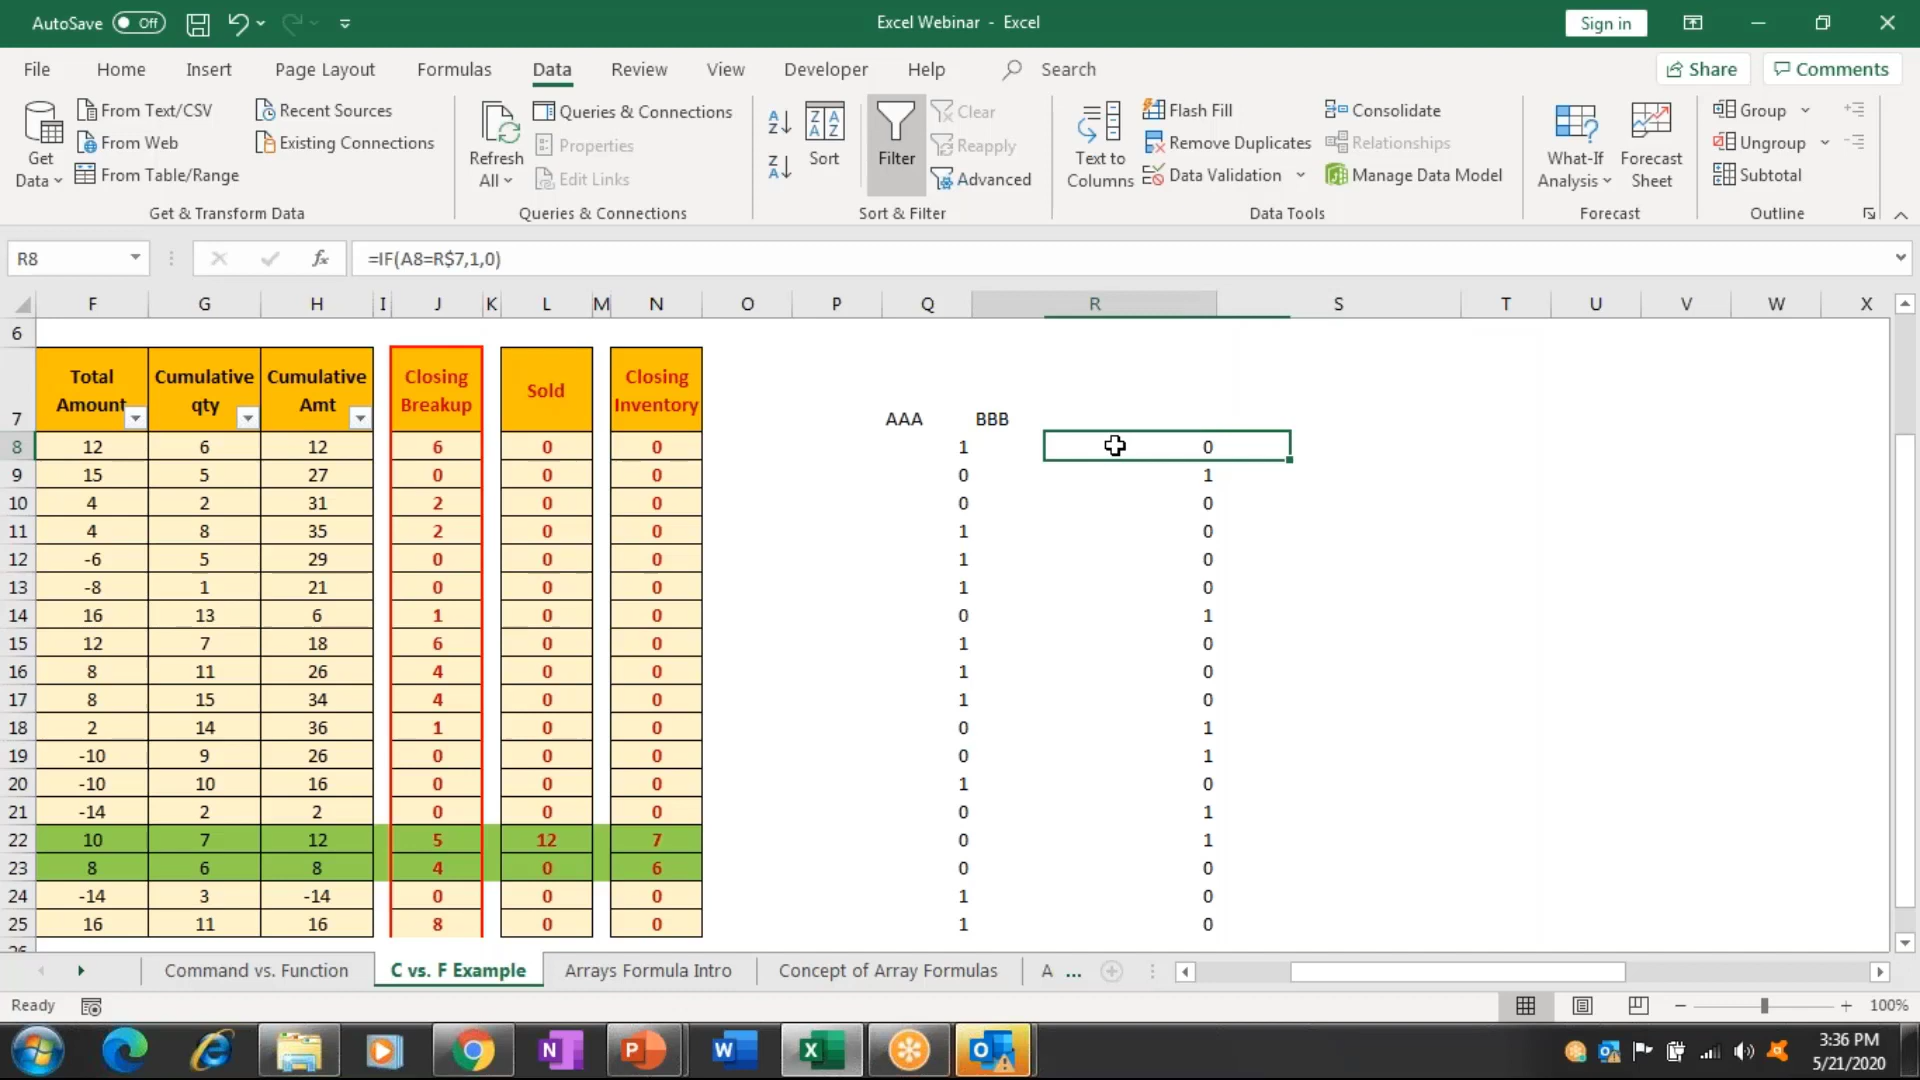 AutoSave Off
Excel Webinar - Excel
Sign in
File Home Insert Page Layout Formulas Data Review View Developer Help Search
Share Comments
Get Data
From Text/CSV
From Web
From Table/Range
Recent Sources
Existing Connections
Get & Transform Data
Refresh All
Queries & Connections
Properties
Edit Links
Queries & Connections
Sort
Filter
Clear
Reapply
Advanced
Sort & Filter
Text to Columns
Flash Fill
Remove Duplicates
Data Validation
Consolidate
Relationships
Manage Data Model
Data Tools
What-If Analysis
Forecast Sheet
Forecast
Group
Ungroup
Subtotal
Outline
R8 fx =IF(A8=R$7,1,0)
F G H I J K L M N O P Q R S T U V W X
6
7 Total Amount Cumulative qty Cumulative Amt Closing Breakup Sold Closing Inventory AAA BBB
8 12 6 12 6 0 0 1 0
9 15 5 27 0 0 0 0 1
10 4 2 31 2 0 0 0 0
11 4 8 35 2 0 0 1 0
12 -6 5 29 0 0 0 1 0
13 -8 1 21 0 0 0 1 0
14 16 13 6 1 0 0 0 1
15 12 7 18 6 0 0 1 0
16 8 11 26 4 0 0 1 0
17 8 15 34 4 0 0 1 0
18 2 14 36 1 0 0 0 1
19 -10 9 26 0 0 0 0 1
20 -10 10 16 0 0 0 1 0
21 -14 2 2 0 0 0 0 1
22 10 7 12 5 12 7 0 1
23 8 6 8 4 0 6 0 0
24 -14 3 -14 0 0 0 1 0
25 16 11 16 8 0 0 1 0
26
Command vs. Function C vs. F Example Arrays Formula Intro Concept of Array Formulas A ...
Ready
100%
3:36 PM
5/21/2020